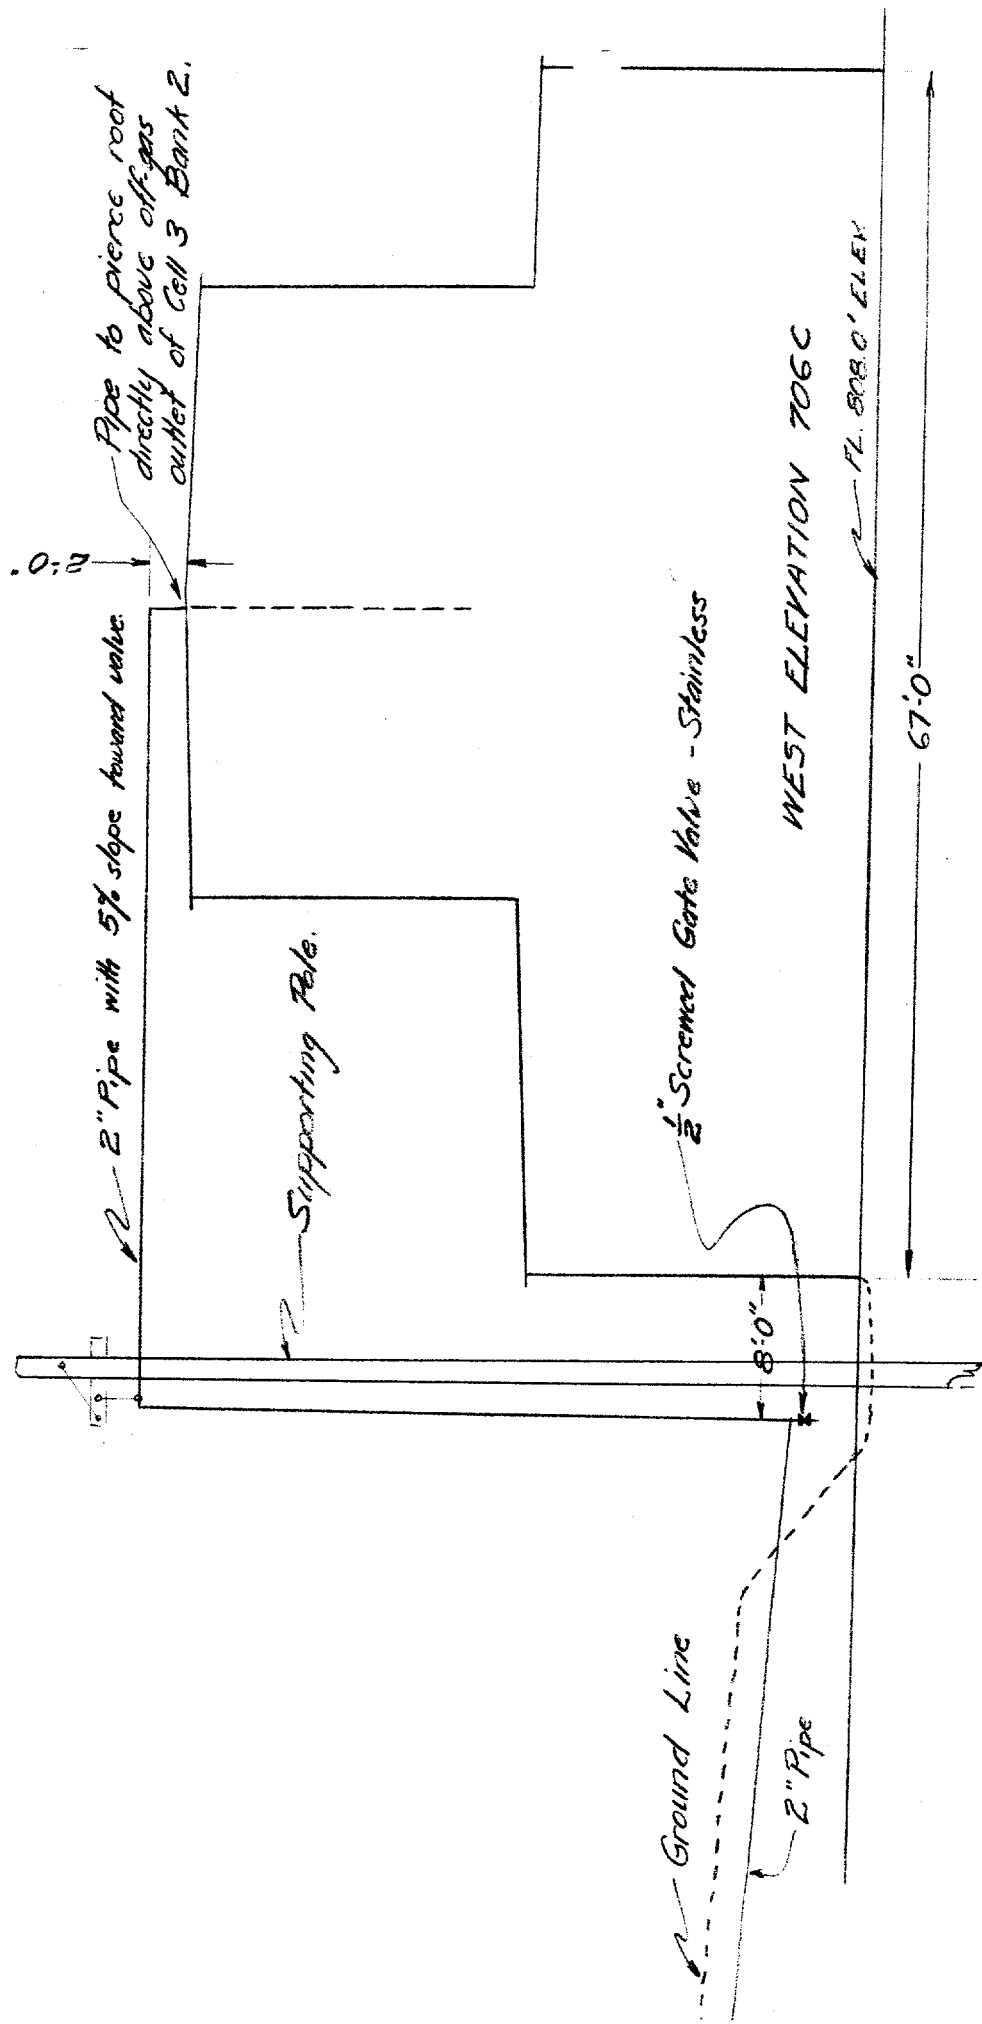 Pipe to pierce roof
directly above off-gas
outlet of Cell 3 Bank 2.
2'-0"
2" Pipe with 5% slope toward valve.
Supporting Pole.
1/2" Screwed Gate Valve - Stainless
WEST ELEVATION 706C
FL. 808.0' ELEV.
67'-0"
8'-0"
Ground Line
2" Pipe